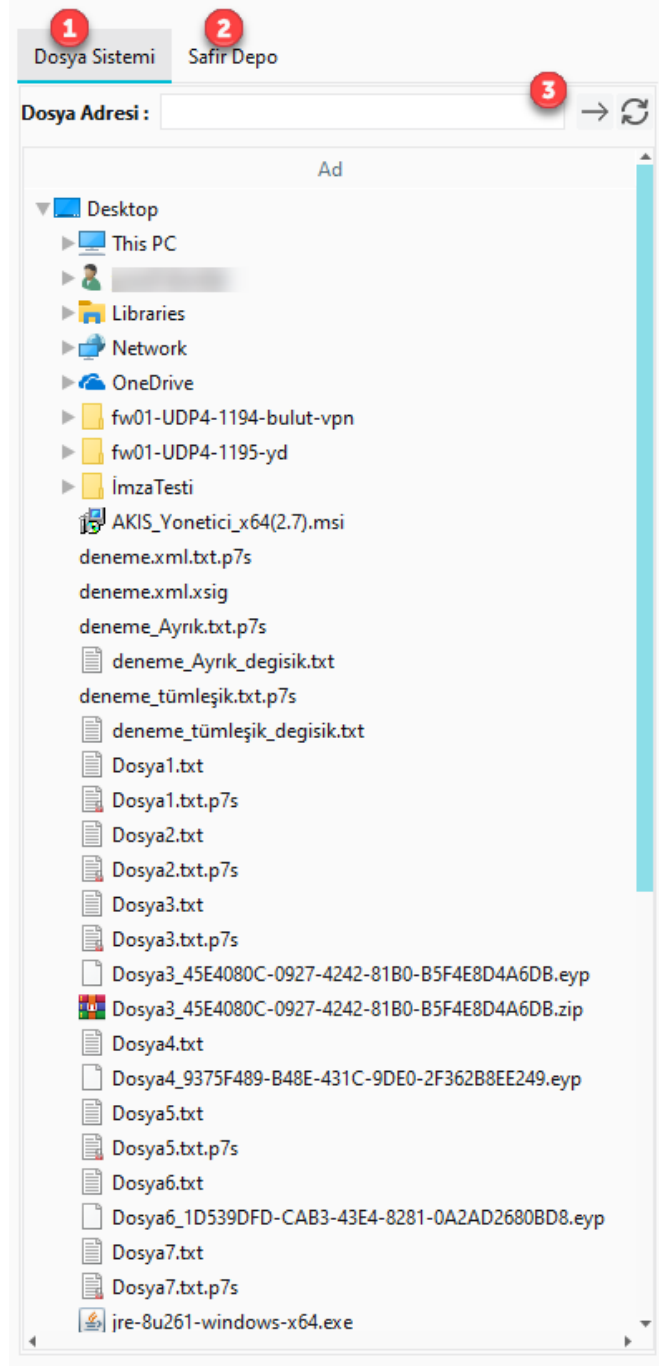 1 2
Dosya Sistemi Safir Depo
3
Dosya Adresi :
Ad
Desktop
This PC
Libraries
Network
OneDrive
fw01-UDP4-1194-bulut-vpn
fw01-UDP4-1195-yd
İmzaTesti
AKIS_Yonetici_x64(2.7).msi
deneme.xml.txt.p7s
deneme.xml.xsig
deneme_Ayrık.txt.p7s
deneme_Ayrık_degisik.txt
deneme_tümleşik.txt.p7s
deneme_tümleşik_degisik.txt
Dosya1.txt
Dosya1.txt.p7s
Dosya2.txt
Dosya2.txt.p7s
Dosya3.txt
Dosya3.txt.p7s
Dosya3_45E4080C-0927-4242-81B0-B5F4E8D4A6DB.eyp
Dosya3_45E4080C-0927-4242-81B0-B5F4E8D4A6DB.zip
Dosya4.txt
Dosya4_9375F489-B48E-431C-9DE0-2F362B8EE249.eyp
Dosya5.txt
Dosya5.txt.p7s
Dosya6.txt
Dosya6_1D539DFD-CAB3-43E4-8281-0A2AD2680BD8.eyp
Dosya7.txt
Dosya7.txt.p7s
jre-8u261-windows-x64.exe